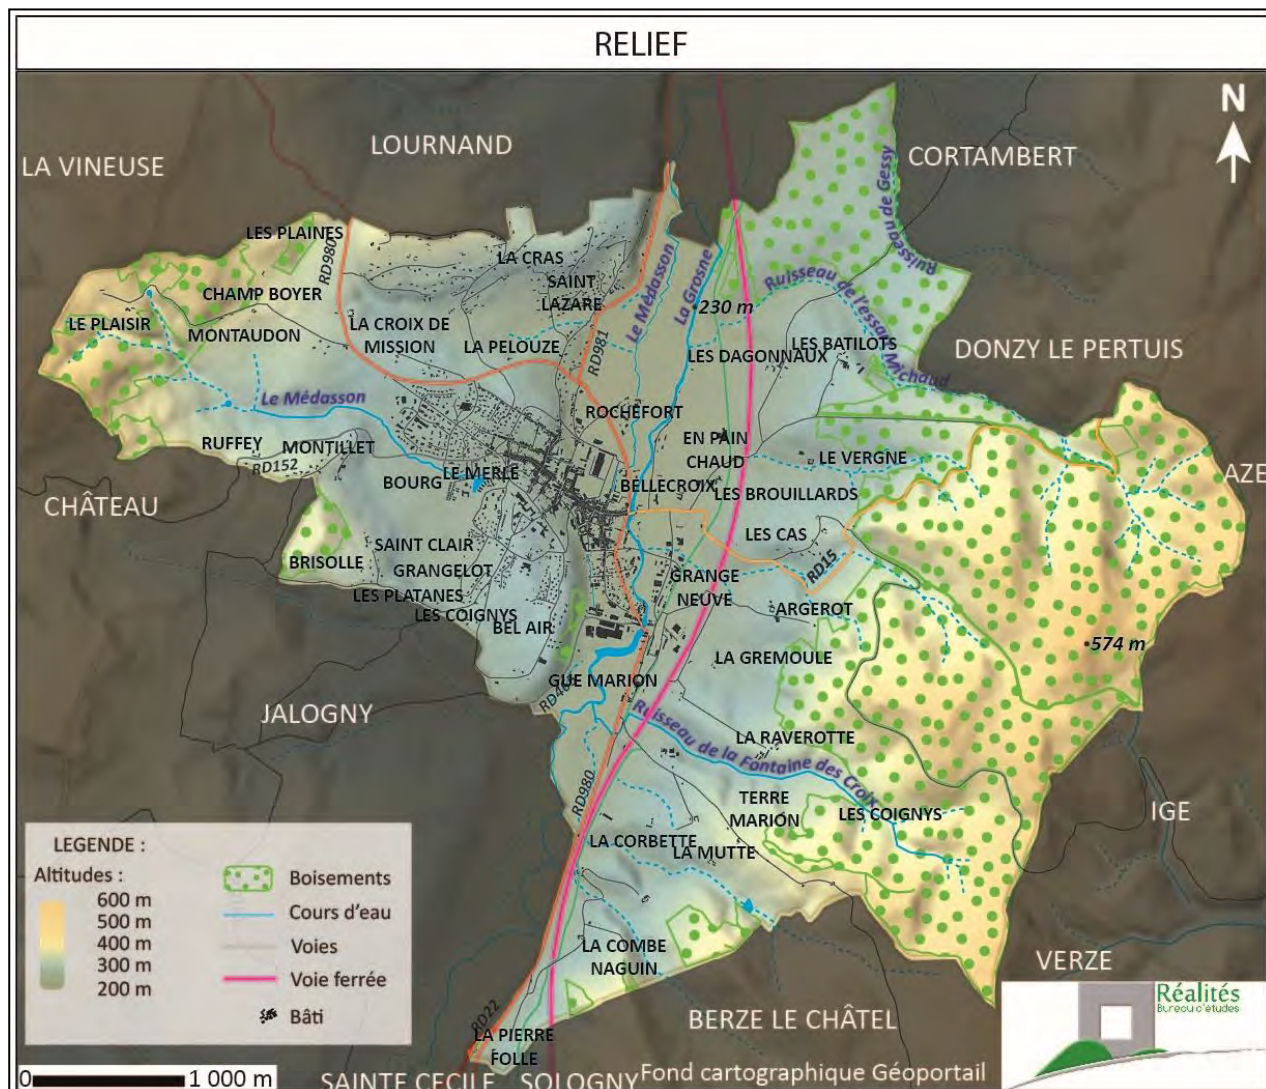 RELIEF
N
LOURNAND
LA VINEUSE
CORTAMBERT
Ruisseau de Gessy
LES PLAINES
RD980
LA CRAS
Le Médasson
La Grosne
Ruisseau de l'essart Michaud
SAINT
LAZARE
CHAMP BOYER
230 m
LE PLAISIR
MONTAUDON
LA CROIX DE
MISSION
LA PELOUZE
RD981
LES DAGONNAUX
LES BATILOTS
DONZY LE PERTUIS
Le Médasson
ROCHEFORT
RUFFEY
MONTILLET
RD152
EN PAIN
CHAUD
LE VERGNE
AZE
CHÂTEAU
BOURG
LE MERLE
BELLECROIX
LES BROUILLARDS
LES CAS
BRISOLLE
SAINT CLAIR
GRANGELOT
RD15
GRANGE
NEUVE
LES PLATANES
LES COIGNYS
ARGEROT
BEL AIR
574 m
LA GREMOULE
GUE MARION
JALOGNY
Ruisseau de la Fontaine des Croix
LA RAVEROTTE
RD980
TERRE
MARION
LES COIGNYS
IGE
LA CORBETTE
LA MUTTE
LA COMBE
NAGUIN
VERZE
RD22
LA PIERRE
FOLLE
BERZE LE CHÂTEL
SAINTE CECILE
SOLOGNY
Fond cartographique Géoportail
LEGENDE :
Altitudes :
600 m
500 m
400 m
300 m
200 m
Boisements
Cours d'eau
Voies
Voie ferrée
Bâti
0
1 000 m
Réalités
Bureau d'études